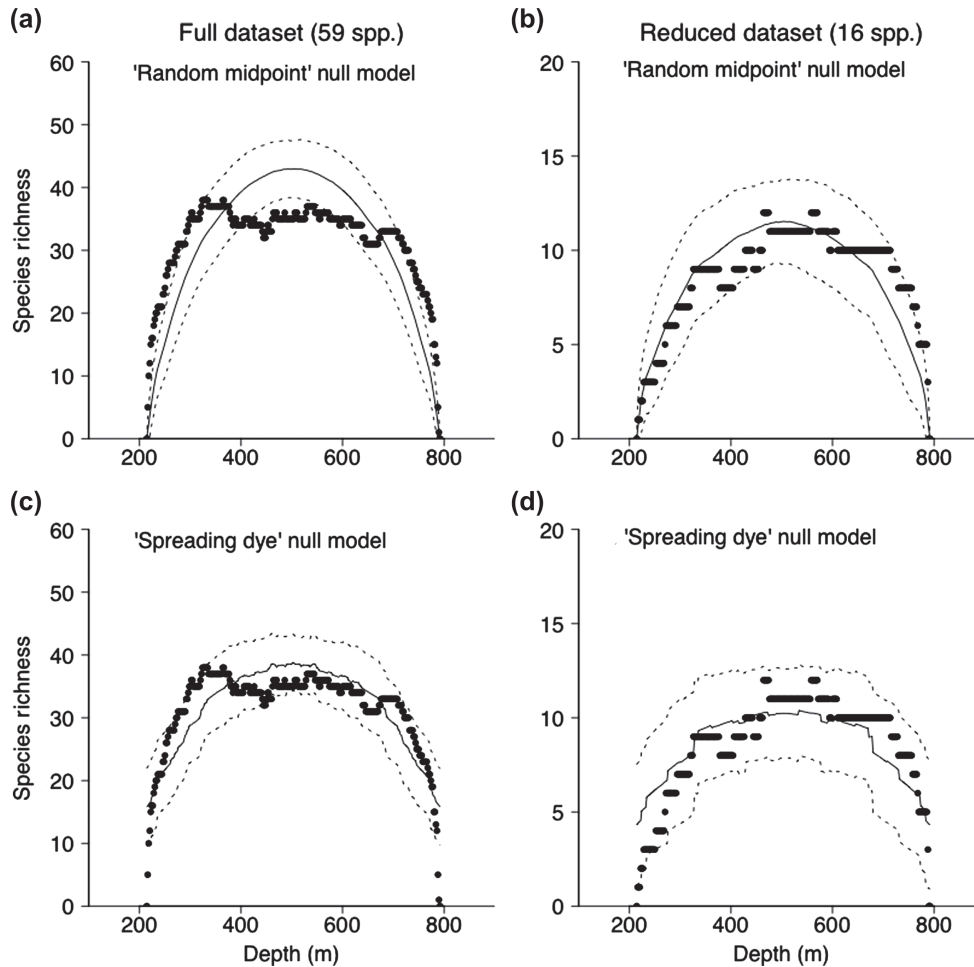 (a)
Full dataset (59 spp.)
'Random midpoint' null model
60
50
40
30
20
10
0
Species richness
200 400 600 800
(b)
Reduced dataset (16 spp.)
'Random midpoint' null model
20
15
10
5
0
200 400 600 800
(c)
'Spreading dye' null model
60
50
40
30
20
10
0
Species richness
200 400 600 800
Depth (m)
(d)
'Spreading dye' null model
20
15
10
5
0
200 400 600 800
Depth (m)